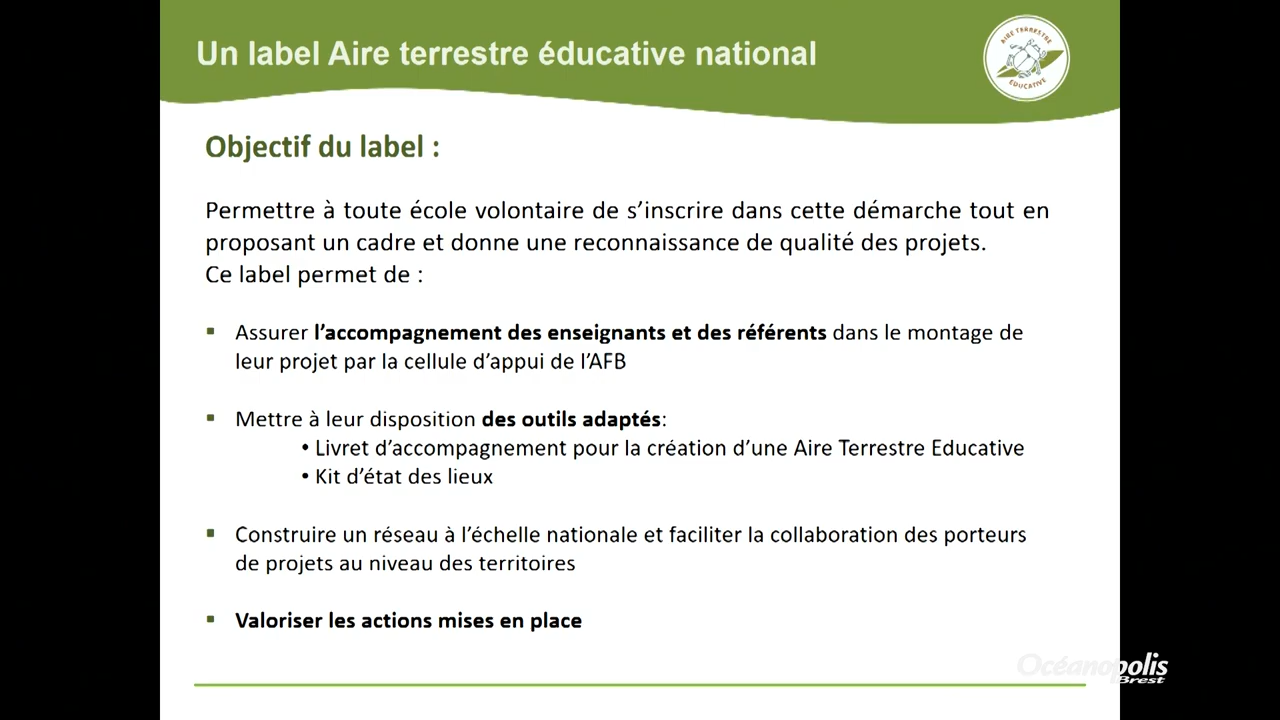 Un label Aire terrestre éducative national
AIRE TERRESTRE
EDUCATIVE
Objectif du label :
Permettre à toute école volontaire de s’inscrire dans cette démarche tout en
proposant un cadre et donne une reconnaissance de qualité des projets.
Ce label permet de :
▪ Assurer l’accompagnement des enseignants et des référents dans le montage de
leur projet par la cellule d’appui de l’AFB
▪ Mettre à leur disposition des outils adaptés:
• Livret d’accompagnement pour la création d’une Aire Terrestre Educative
• Kit d’état des lieux
▪ Construire un réseau à l’échelle nationale et faciliter la collaboration des porteurs
de projets au niveau des territoires
▪ Valoriser les actions mises en place
Océanopolis
Brest